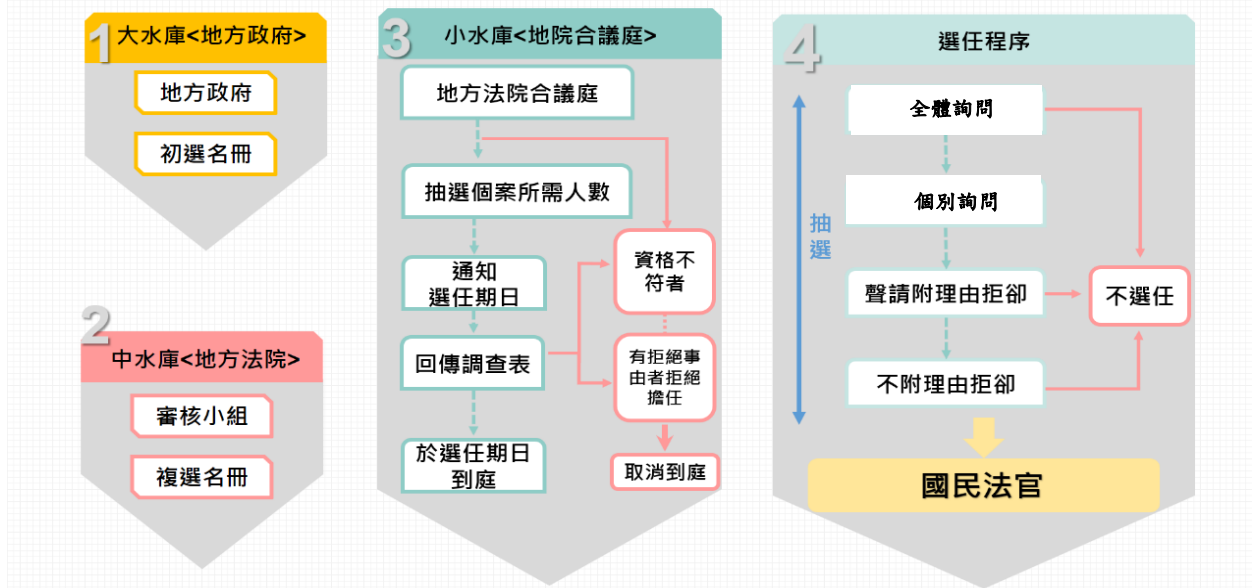 1
大水庫<地方政府>
地方政府
初選名冊
2
中水庫<地方法院>
審核小組
複選名冊
3
小水庫<地院合議庭>
地方法院合議庭
抽選個案所需人數
通知
選任期日
回傳調查表
於選任期日
到庭
資格不
符者
有拒絕事
由者拒絕
擔任
取消到庭
4
選任程序
抽
選
全體詢問
個別詢問
聲請附理由拒卻
不附理由拒卻
不選任
國民法官